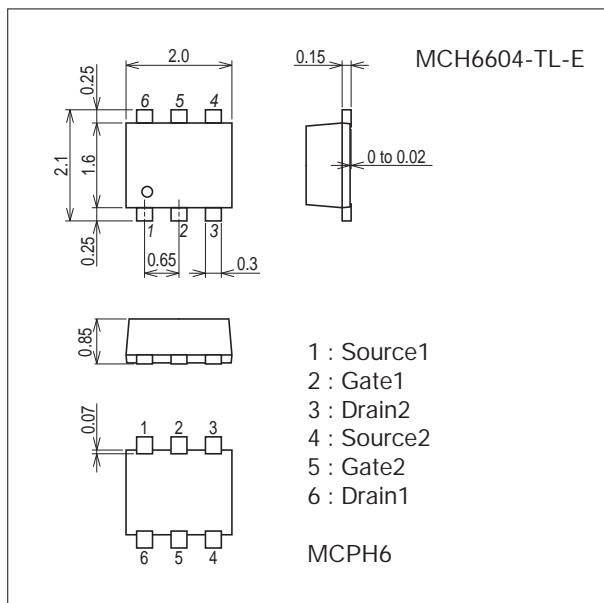 MCH6604-TL-E
0.25
2.0
0.15
6 5 4
2.1
1.6
0 to 0.02
0.25
1 2 3
0.65
0.3
0.85
1 : Source1
2 : Gate1
3 : Drain2
4 : Source2
5 : Gate2
6 : Drain1
0.07
1 2 3
6 5 4
MCPH6